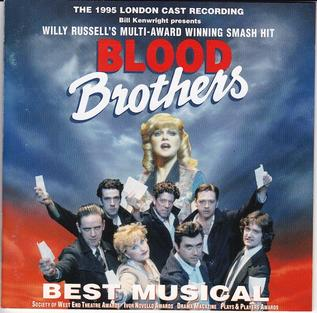 THE 1995 LONDON CAST RECORDING
Bill Kenwright presents
WILLY RUSSELL'S MULTI-AWARD WINNING SMASH HIT
BLOOD
Brothers
BEST MUSICAL
SOCIETY OF WEST END THEATRE AWARDS · IVOR NOVELLO AWARDS · DRAMA MAGAZINE · PLAYS & PLAYERS AWARDS